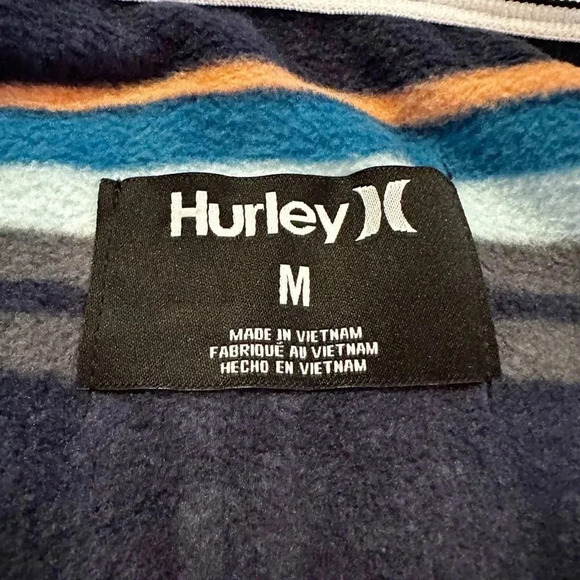 Hurley
M
MADE IN VIETNAM
FABRIQUÉ AU VIETNAM
HECHO EN VIETNAM